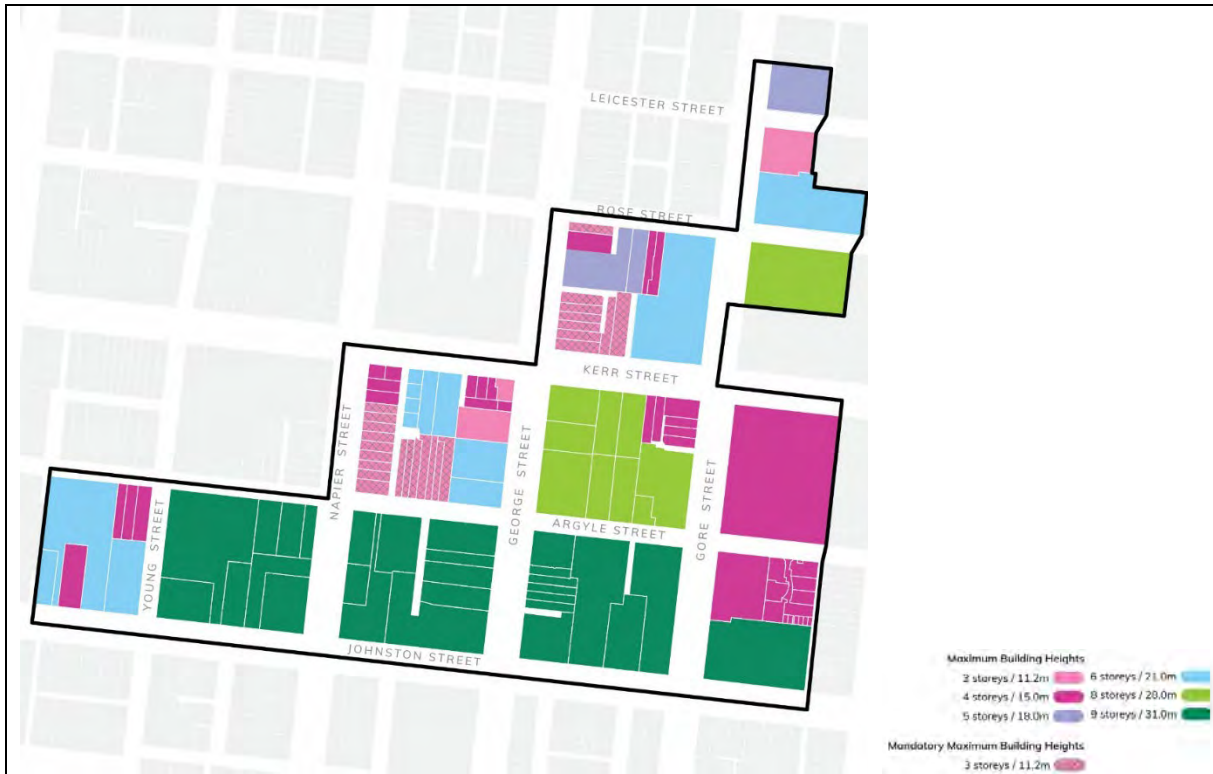 LEICESTER STREET
ROSE STREET
KERR STREET
NAPIER STREET
GEORGE STREET
GORE STREET
ARGYLE STREET
YOUNG STREET
JOHNSTON STREET
Maximum Building Heights
3 storeys / 11.2m 6 storeys / 21.0m
4 storeys / 15.0m 8 storeys / 28.0m
5 storeys / 18.0m 9 storeys / 31.0m
Mandatory Maximum Building Heights
3 storeys / 11.2m